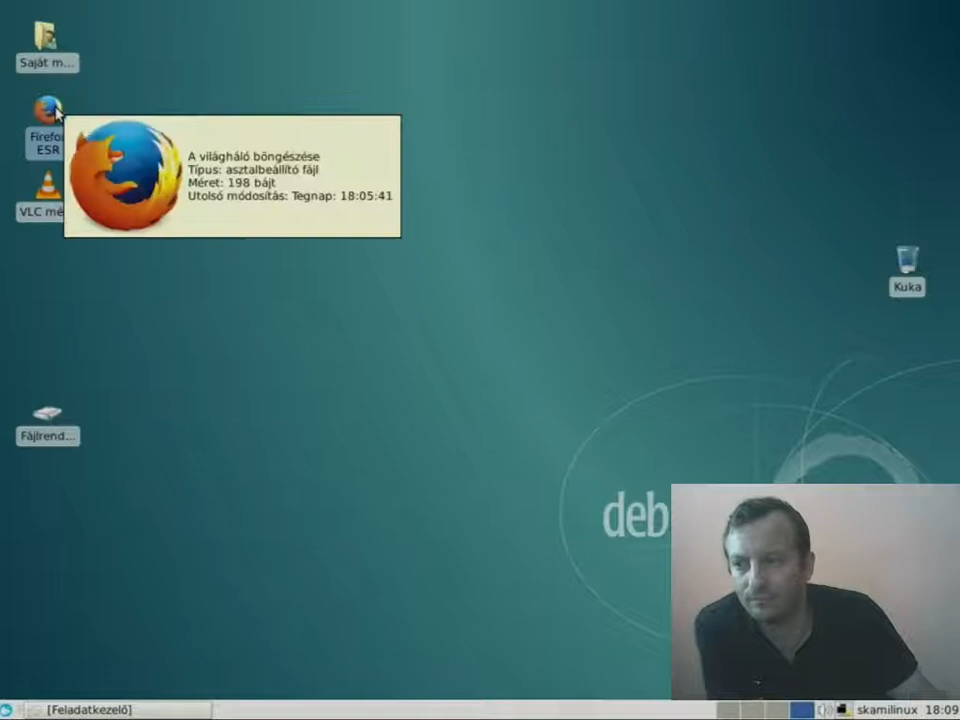 Saját m...
Firefo
ESR
A világháló böngészése
Típus: asztalbeállító fájl
Méret: 198 bájt
Utolsó módosítás: Tegnap: 18:05:41
VLC mé
Kuka
Fájlrend...
deb
[Feladatkezelő]
skamilinux 18:09